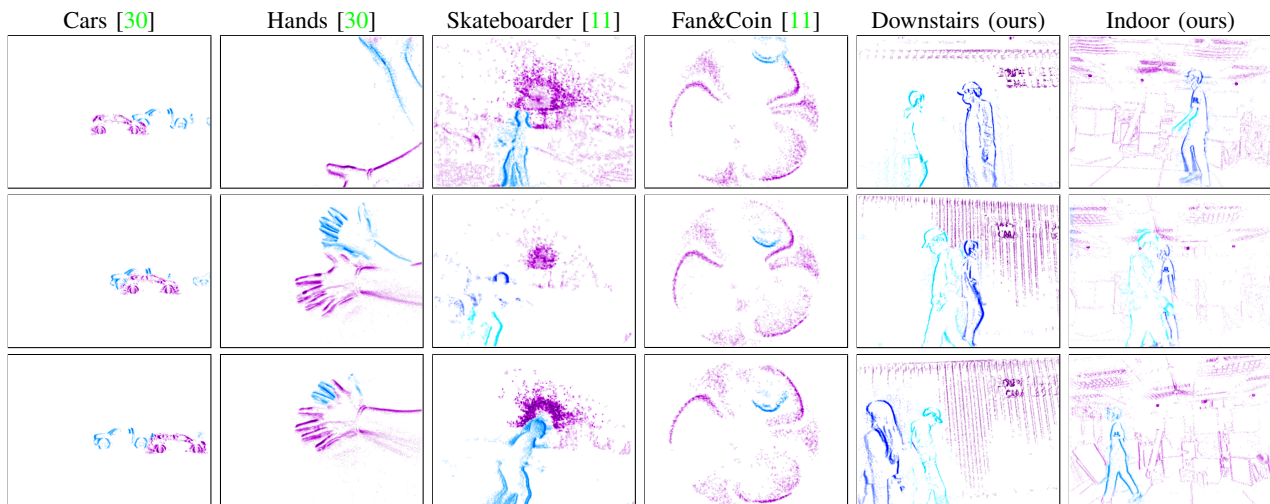 Cars [30] Hands [30] Skateboarder [11] Fan&Coin [11] Downstairs (ours) Indoor (ours)